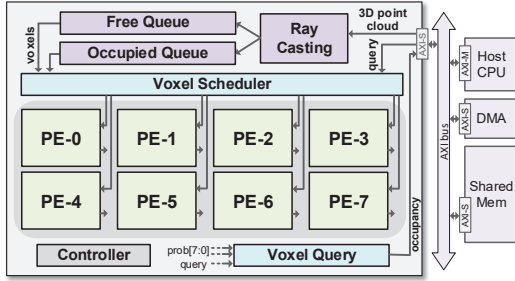 Free Queue
Occupied Queue
voxels
Ray
Casting
3D point
cloud
query
AXI-S
Voxel Scheduler
PE-0
PE-1
PE-2
PE-3
PE-4
PE-5
PE-6
PE-7
Controller
prob[7:0]
query
Voxel Query
occupancy
AXI bus
AXI-M
Host
CPU
AXI-S
DMA
AXI-S
Shared
Mem